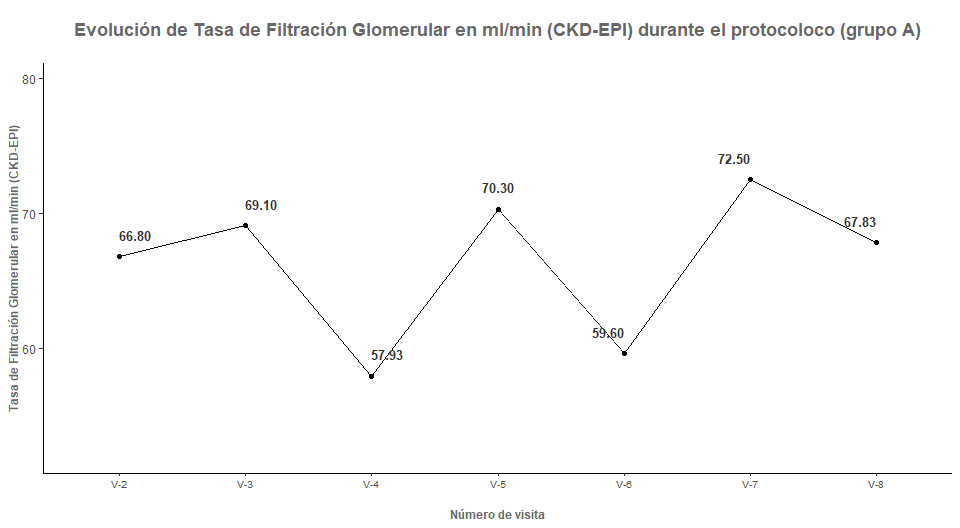 Evolución de Tasa de Filtración Glomerular en ml/min (CKD-EPI) durante el protocoloco (grupo A)
Tasa de Filtración Glomerular en ml/min (CKD-EPI)
80
70
60
66.80
69.10
57.93
70.30
59.60
72.50
67.83
V-2 V-3 V-4 V-5 V-6 V-7 V-8
Número de visita